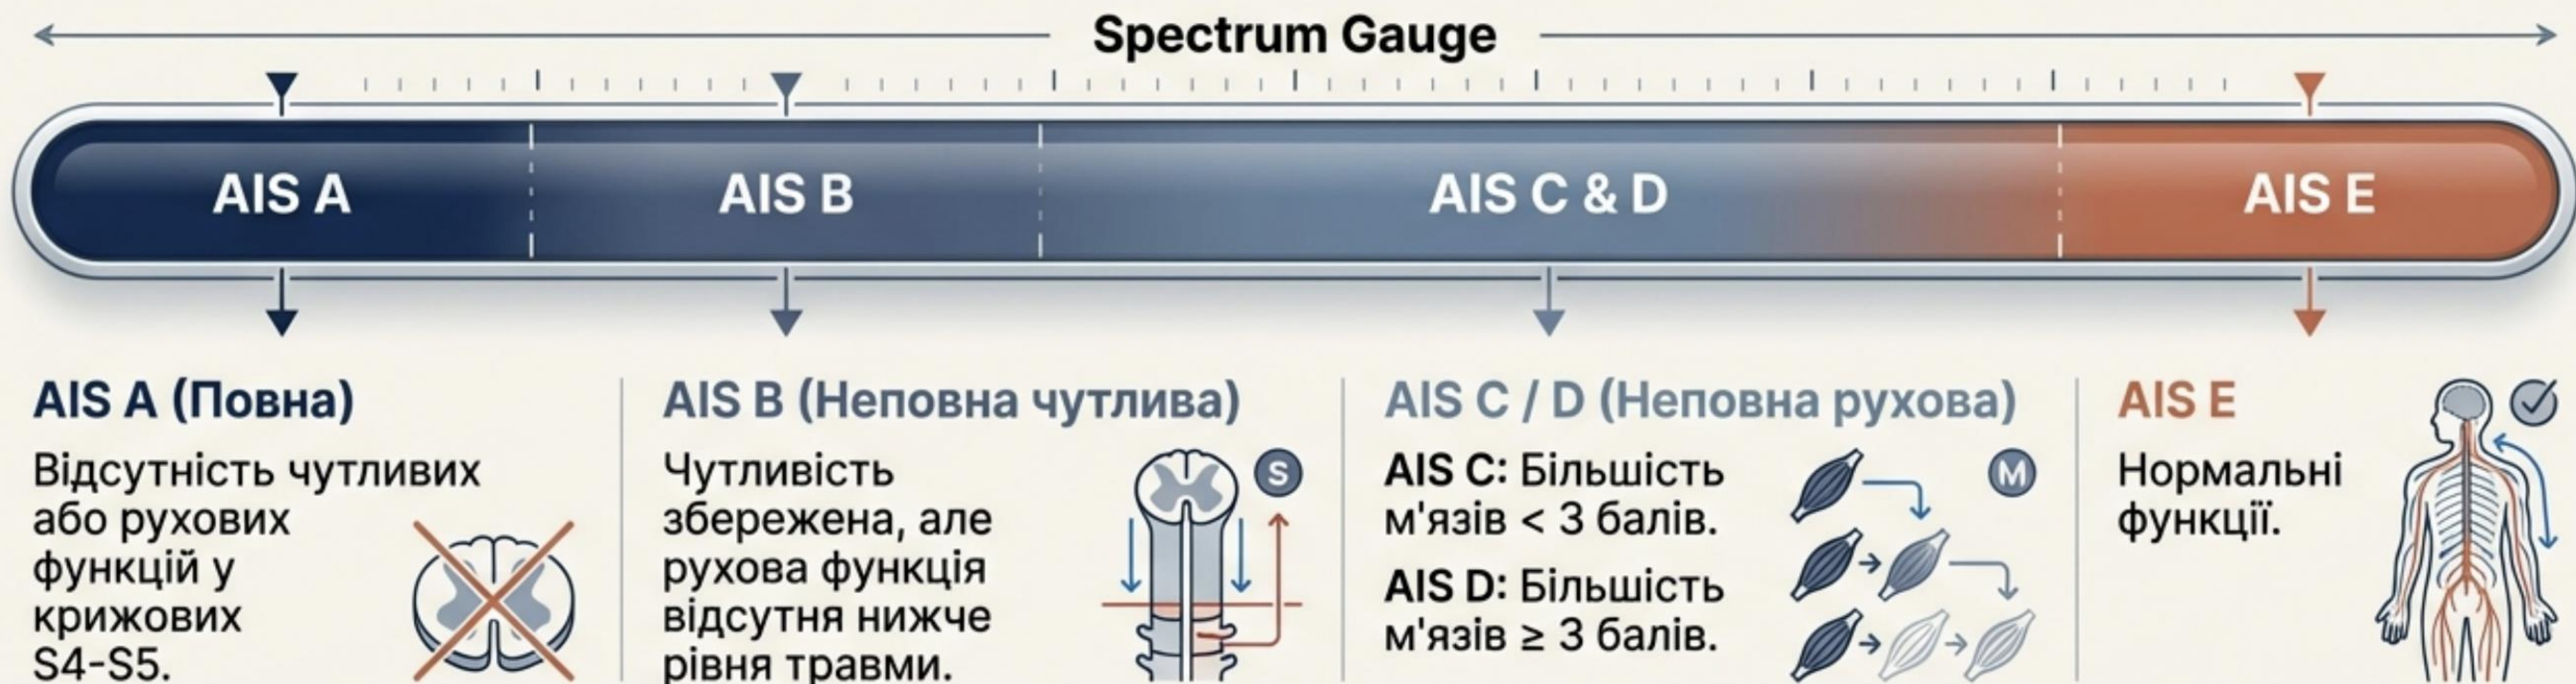 Spectrum Gauge
AIS A
AIS B
AIS C & D
AIS E
AIS A (Повна)
Відсутність чутливих
або рухових
функцій у
крижових
S4-S5.
AIS B (Неповна чутлива)
Чутливість
збережена, але
рухова функція
відсутня нижче
рівня травми.
S
AIS C / D (Неповна рухова)
AIS C: Більшість
м'язів < 3 балів.
AIS D: Більшість
м'язів ≥ 3 балів.
M
AIS E
Нормальні
функції.